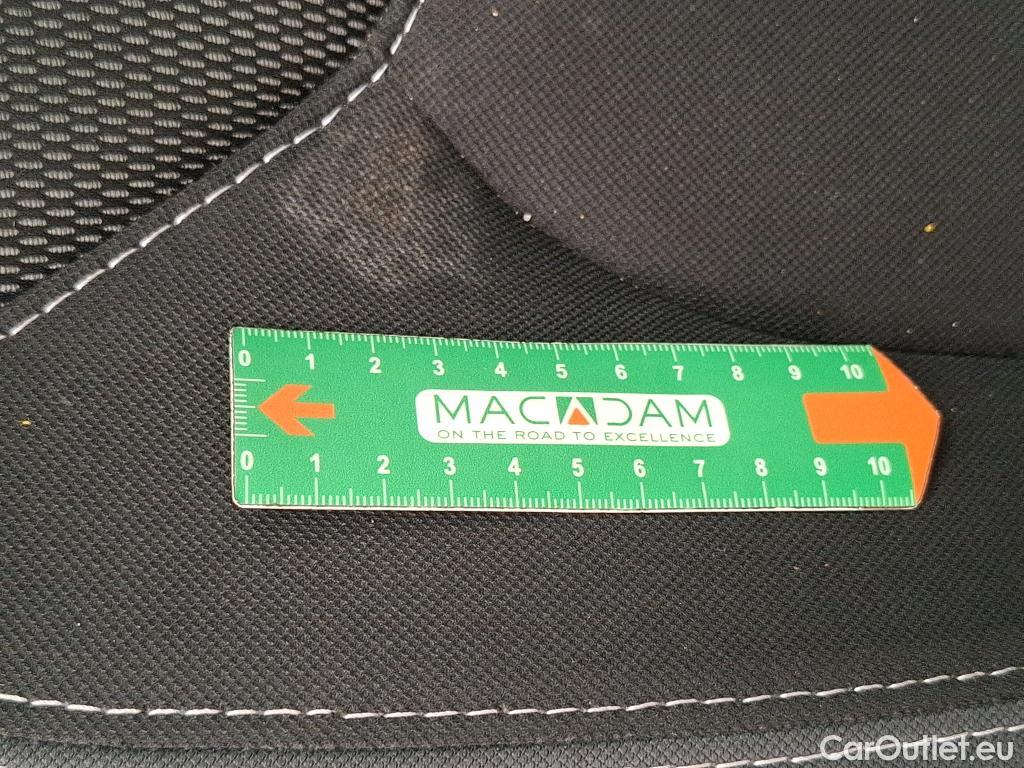 0 1 2 3 4 5 6 7 8 9 10
MACADAM
ON THE ROAD TO EXCELLENCE
0 1 2 3 4 5 6 7 8 9 10
CarOutlet.eu